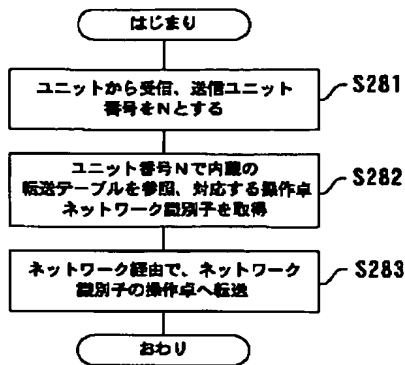 はじまり
ユニットから受信、送信ユニット
番号をNとする
S281
ユニット番号Nで内蔵の
転送テーブルを参照、対応する操作卓
ネットワーク識別子を取得
S282
ネットワーク経由で、ネットワーク
識別子の操作卓へ転送
S283
おわり